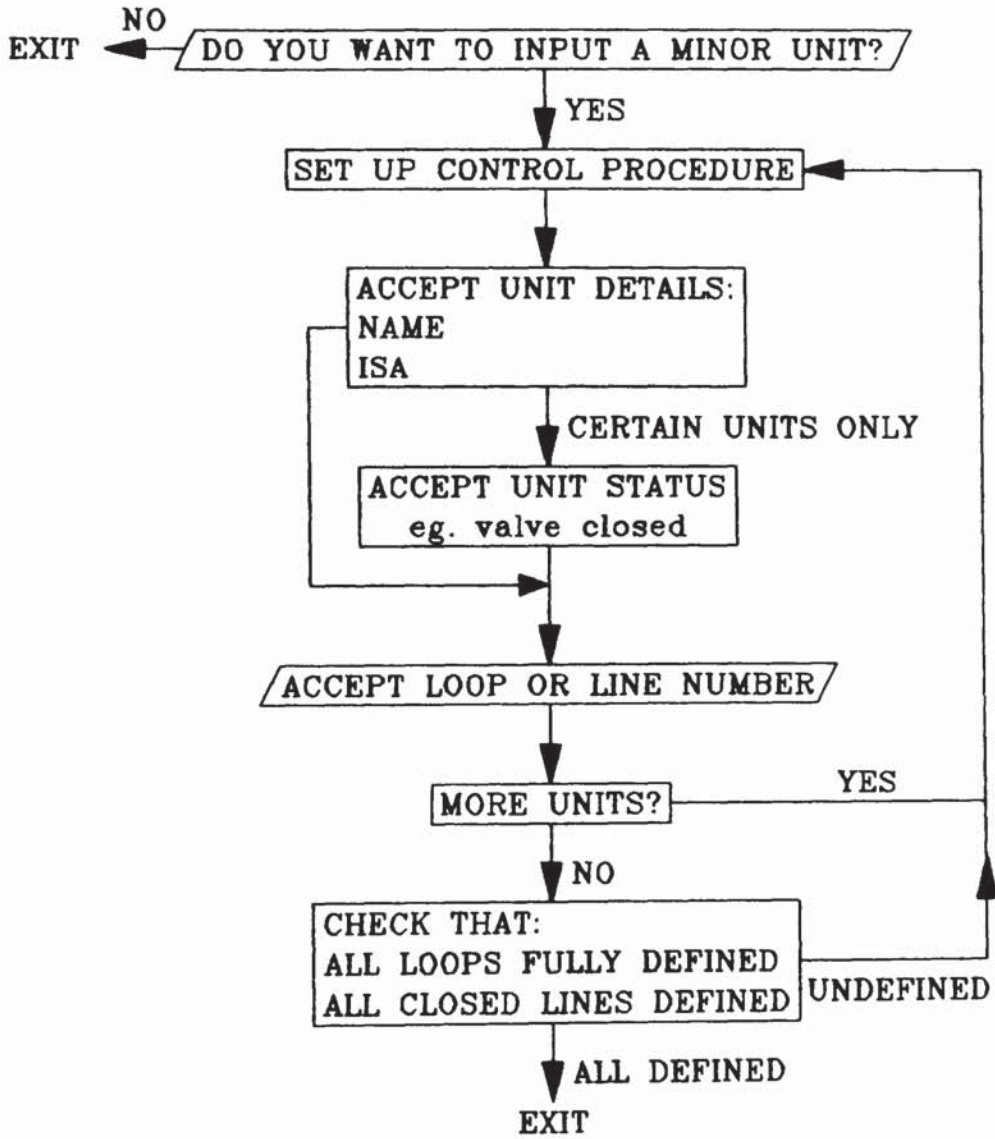 NO
EXIT
DO YOU WANT TO INPUT A MINOR UNIT?
YES
SET UP CONTROL PROCEDURE
ACCEPT UNIT DETAILS:
NAME
ISA
CERTAIN UNITS ONLY
ACCEPT UNIT STATUS
eg. valve closed
ACCEPT LOOP OR LINE NUMBER
MORE UNITS?
YES
NO
CHECK THAT:
ALL LOOPS FULLY DEFINED
ALL CLOSED LINES DEFINED
UNDEFINED
ALL DEFINED
EXIT